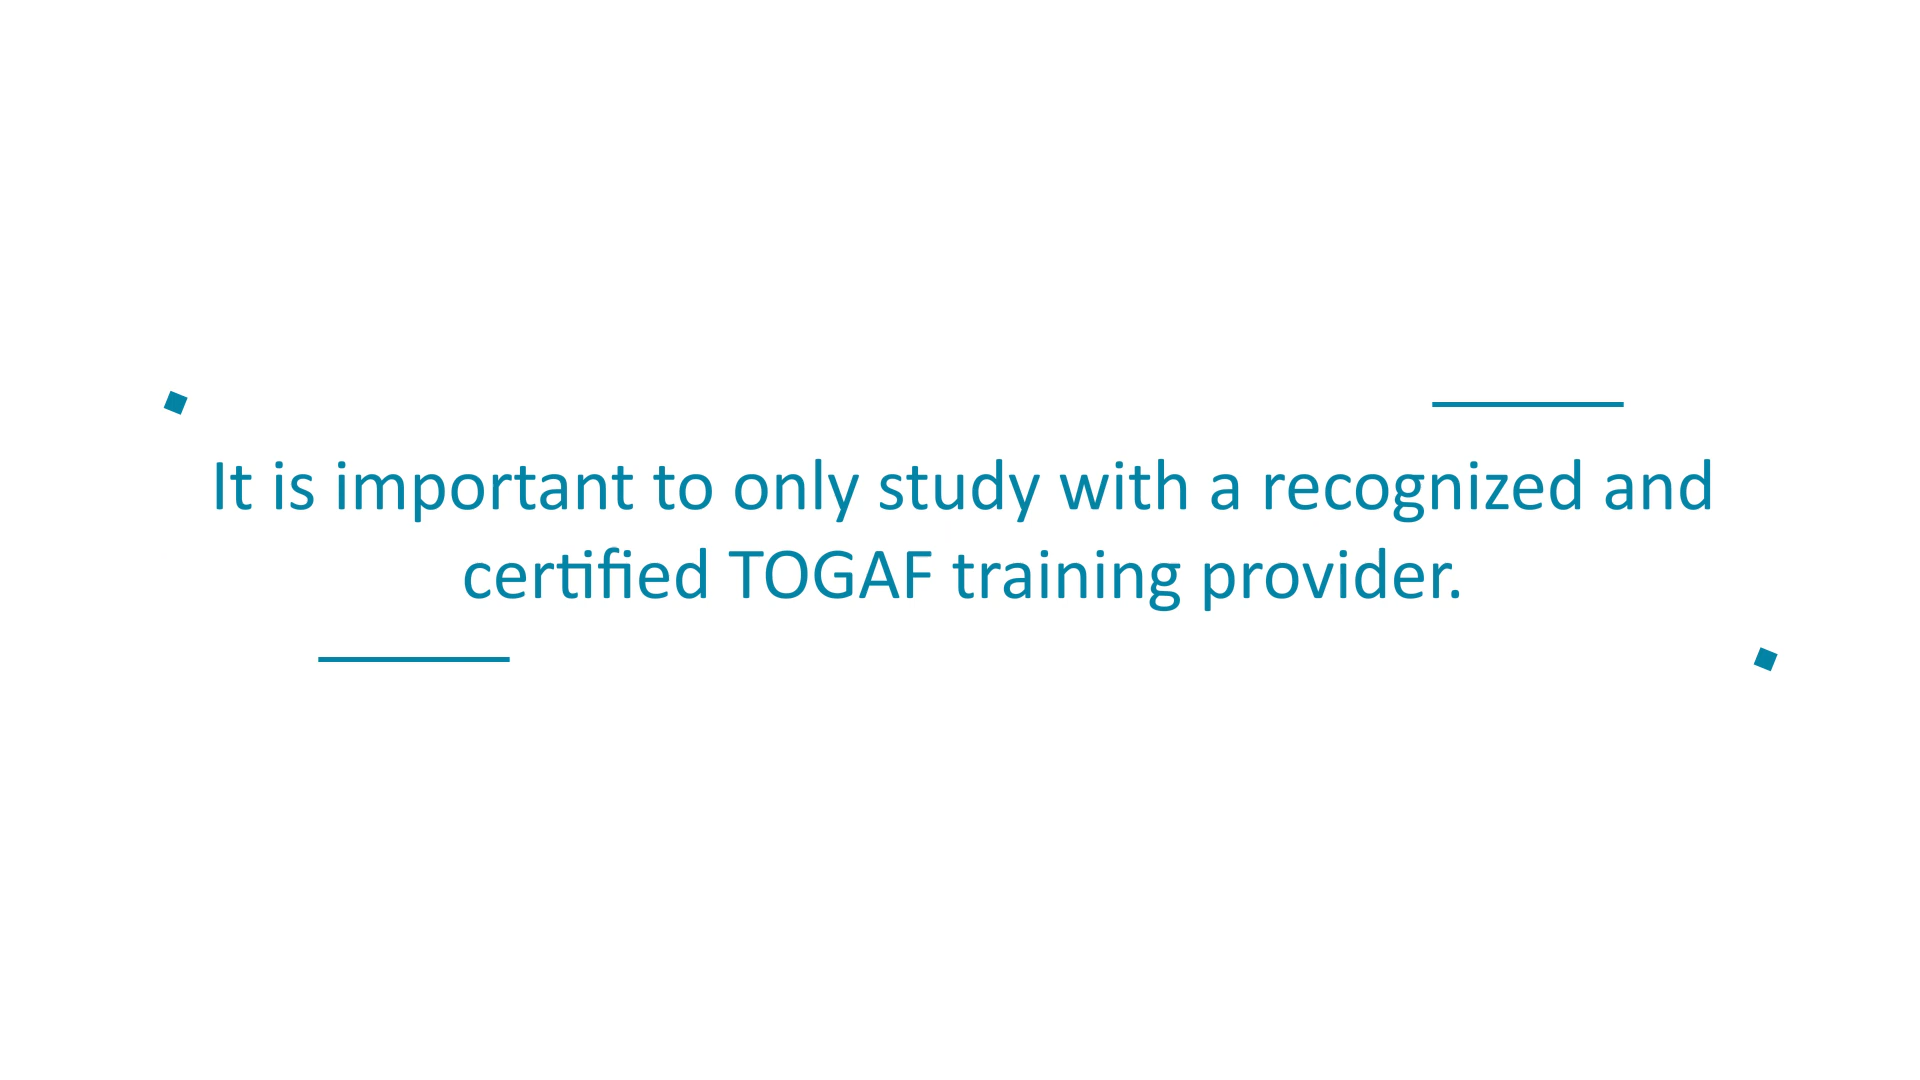 It is important to only study with a recognized and
certified TOGAF training provider.